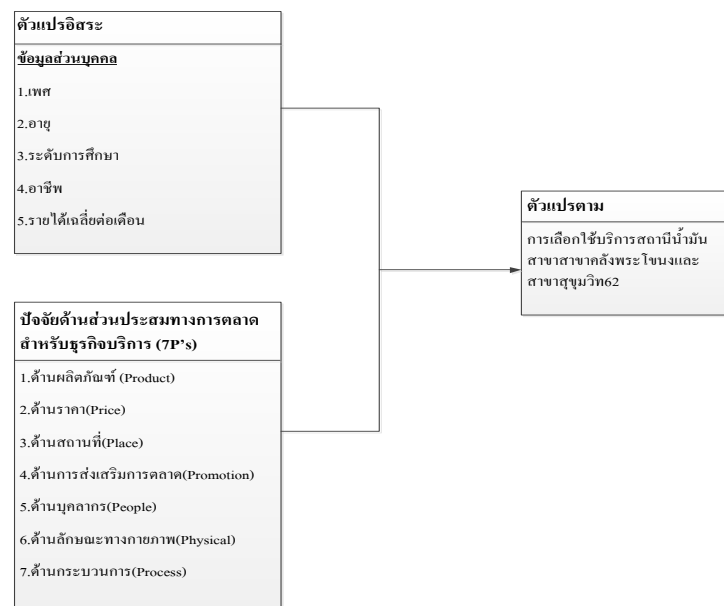 ตัวแปรอิสระ
ข้อมูลส่วนบุคคล
1.เพศ
2.อายุ
3.ระดับการศึกษา
4.อาชีพ
5.รายได้เฉลี่ยต่อเดือน
ปัจจัยด้านส่วนประสมทางการตลาด
สำหรับธุรกิจบริการ (7P's)
1.ด้านผลิตภัณฑ์ (Product)
2.ด้านราคา(Price)
3.ด้านสถานที่(Place)
4.ด้านการส่งเสริมการตลาด(Promotion)
5.ด้านบุคลากร(People)
6.ด้านลักษณะทางกายภาพ(Physical)
7.ด้านกระบวนการ(Process)
ตัวแปรตาม
การเลือกใช้บริการสถานีน้ำมัน
สาขาสาขาคลังพระโขนงและ
สาขาสุขุมวิท62